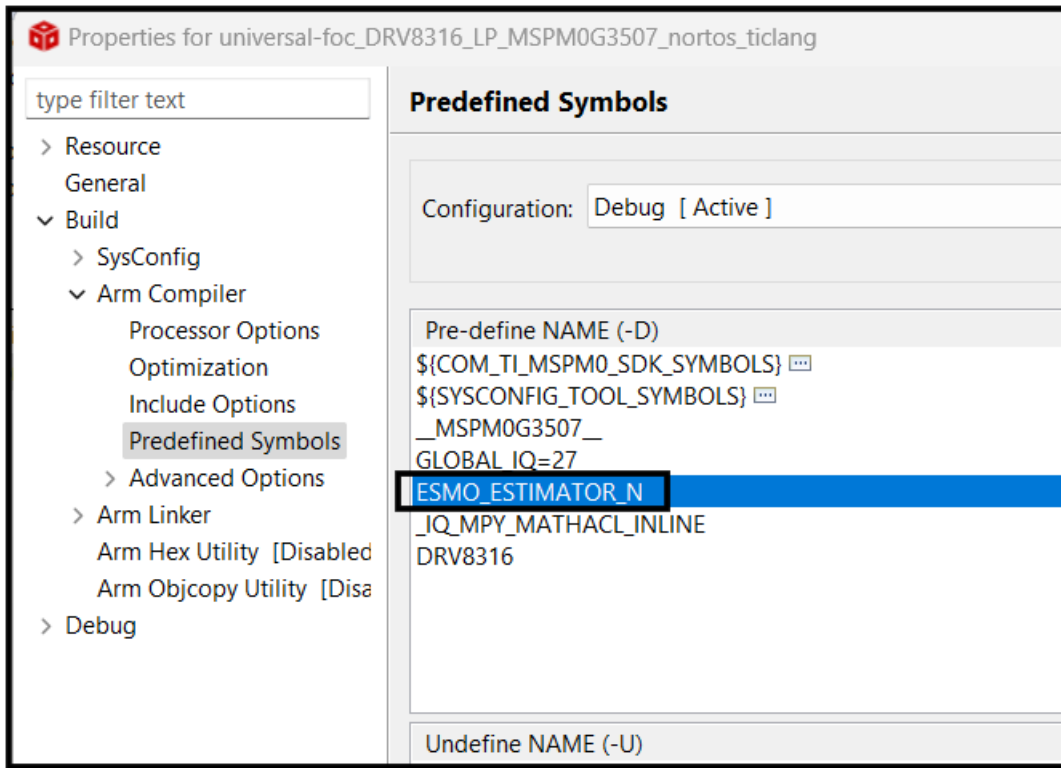 Properties for universal-foc_DRV8316_LP_MSPM0G3507_nortos_ticlang
type filter text
Resource
General
Build
SysConfig
Arm Compiler
Processor Options
Optimization
Include Options
Predefined Symbols
Advanced Options
Arm Linker
Arm Hex Utility [Disabled
Arm Objcopy Utility [Disa
Debug
Predefined Symbols
Configuration: Debug [ Active ]
Pre-define NAME (-D)
${COM_TI_MSPM0_SDK_SYMBOLS}
${SYSCONFIG_TOOL_SYMBOLS}
__MSPM0G3507__
GLOBAL_IQ=27
ESMO_ESTIMATOR_N
_IQ_MPY_MATHACL_INLINE
DRV8316
Undefine NAME (-U)